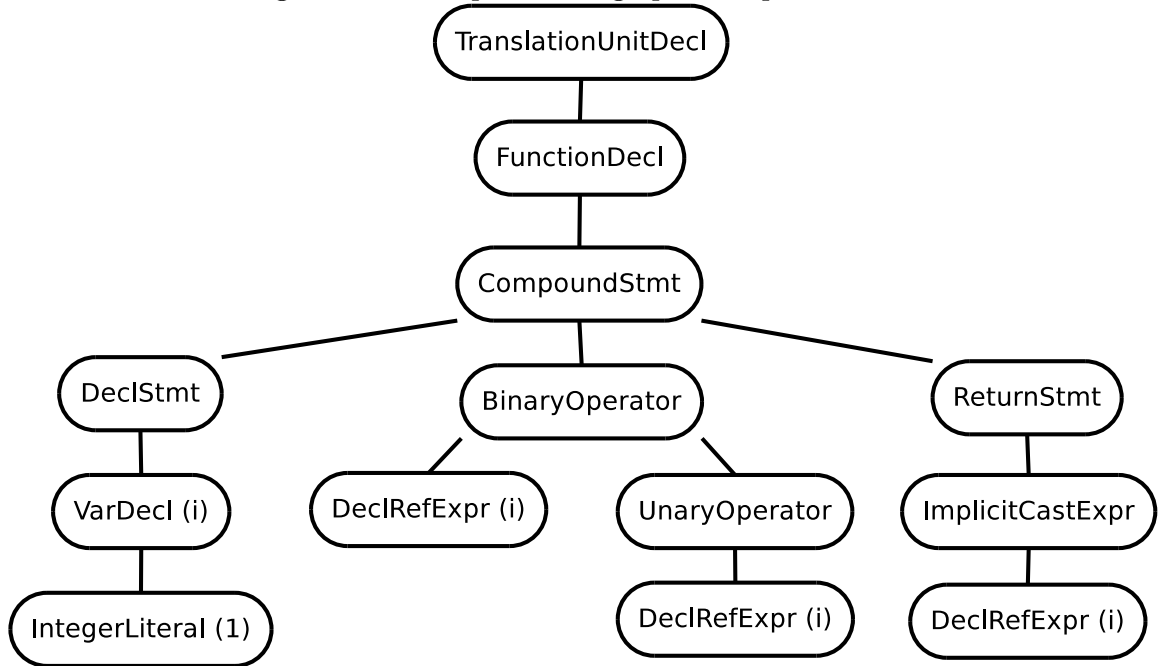 TranslationUnitDecl
FunctionDecl
CompoundStmt
DeclStmt
BinaryOperator
ReturnStmt
VarDecl (i)
DeclRefExpr (i)
UnaryOperator
ImplicitCastExpr
IntegerLiteral (1)
DeclRefExpr (i)
DeclRefExpr (i)